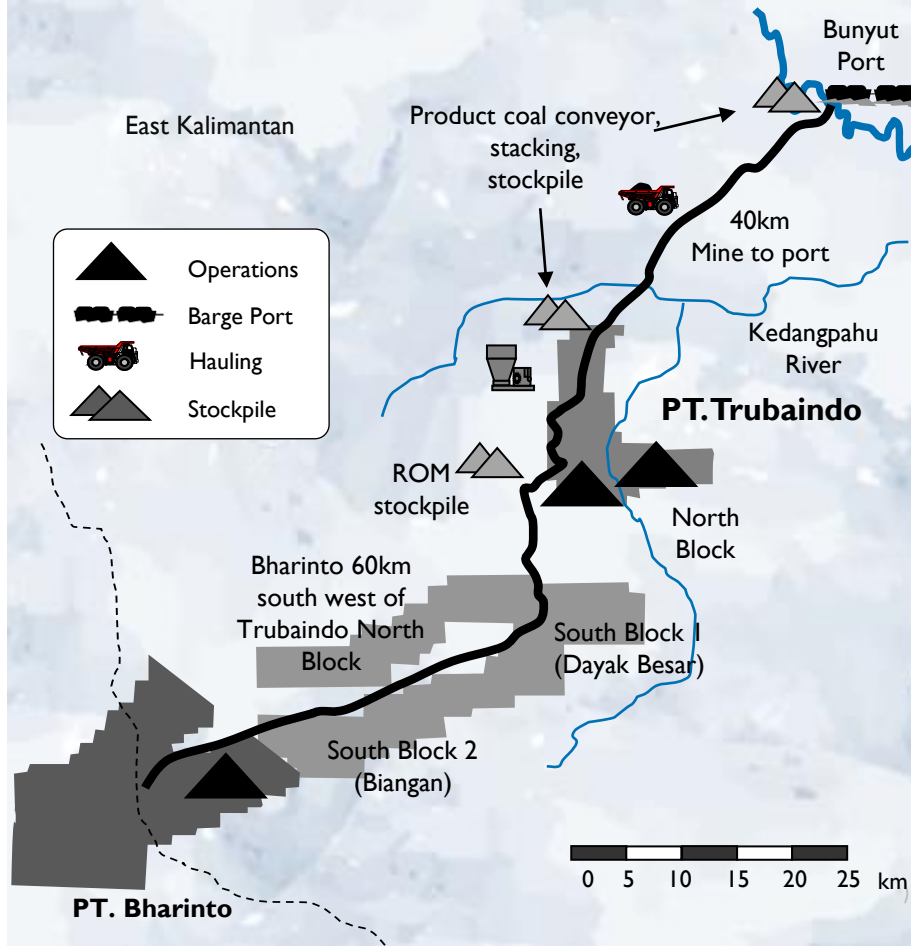 Bunyut
Port
East Kalimantan
Product coal conveyor,
stacking,
stockpile
40km
Mine to port
Operations
Barge Port
Hauling
Stockpile
Kedangpahu
River
PT. Trubaindo
ROM
stockpile
North
Block
Bharinto 60km
south west of
Trubaindo North
Block
South Block 1
(Dayak Besar)
South Block 2
(Biangan)
PT. Bharinto
0 5 10 15 20 25 km